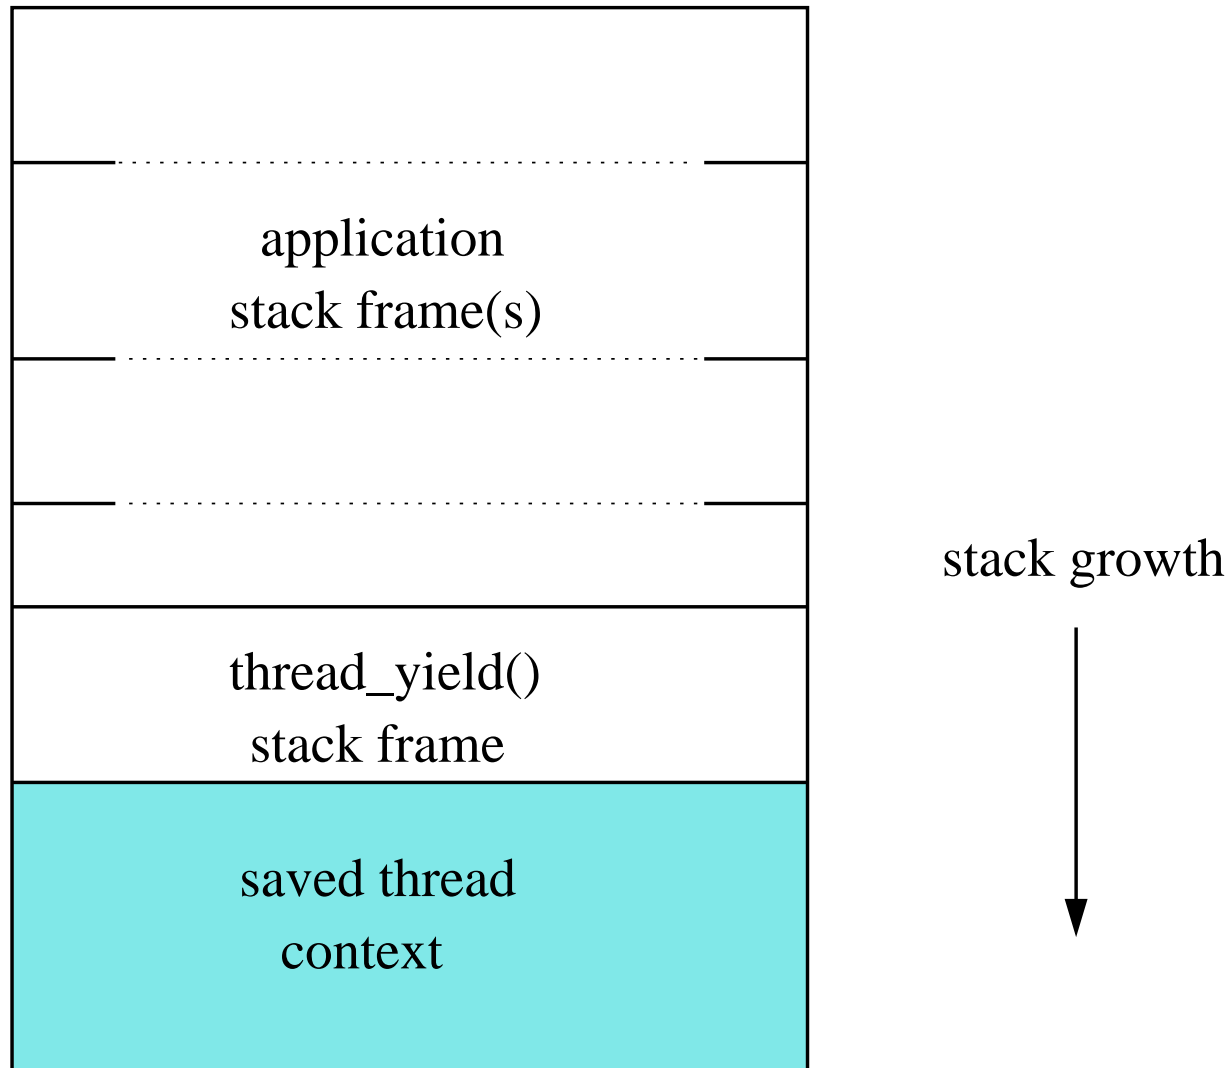 application
stack frame(s)
stack growth
thread_yield()
stack frame
saved thread
context